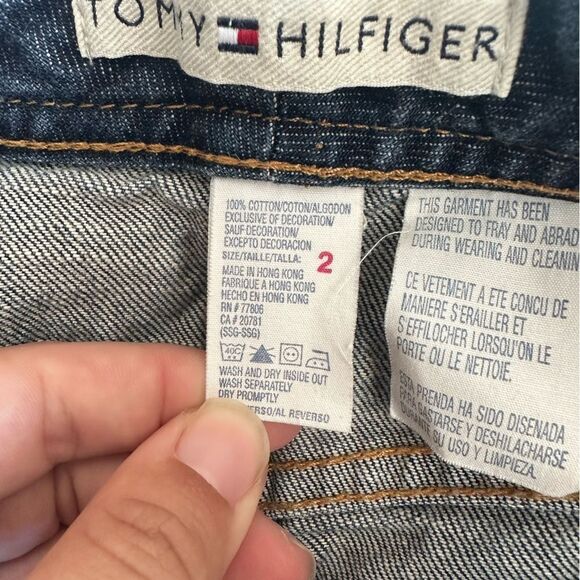 TOMMY HILFIGER
100% COTTON/COTON/ALGODON
EXCLUSIVE OF DECORATION/
SAUF DECORATION/
EXCEPTO DECORACION
SIZE/TAILLE/TALLA: 2
MADE IN HONG KONG
FABRIQUE A HONG KONG
HECHO EN HONG KONG
RN # 77806
CA # 20781
(SSG-SSG)
40C
WASH AND DRY INSIDE OUT
WASH SEPARATELY
DRY PROMPTLY
AL REVERSO
THIS GARMENT HAS BEEN
DESIGNED TO FRAY AND ABRAD
DURING WEARING AND CLEANIN
CE VETEMENT A ETE CONCU DE
MANIERE S'ERAILLER ET
S'EFFILOCHER LORSQU'ON LE
PORTE OU LE NETTOIE.
ESTA PRENDA HA SIDO DISENADA
PARA GASTARSE Y DESHILACHARSE
DURANTE SU USO Y LIMPIEZA.